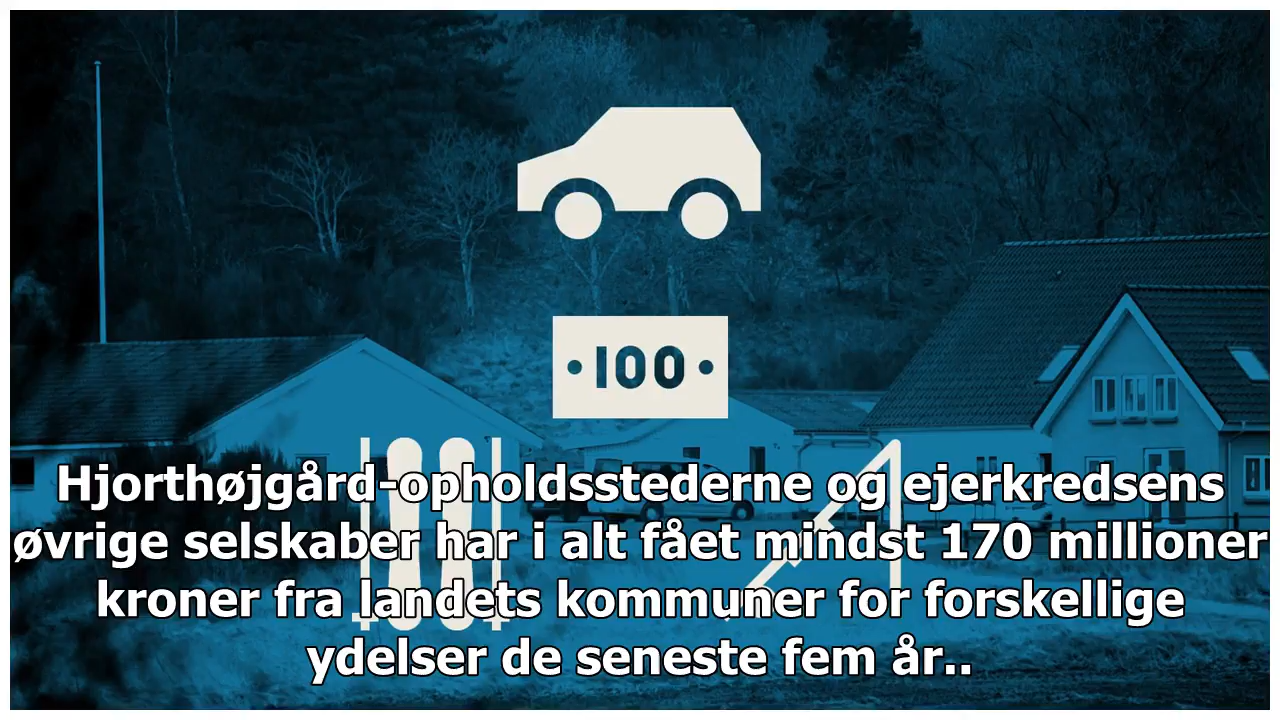 100
Hjorthøjgård-opholdsstederne og ejerkredsens
øvrige selskaber har i alt fået mindst 170 millioner
kroner fra landets kommuner for forskellige
ydelser de seneste fem år..